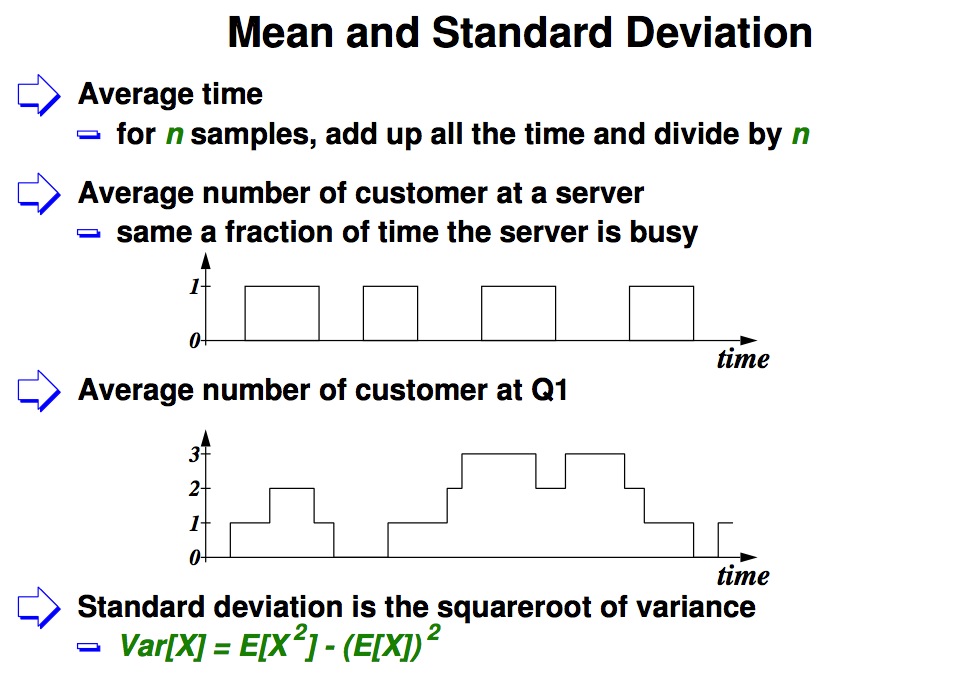 Mean and Standard Deviation
Average time
for n samples, add up all the time and divide by n
Average number of customer at a server
same a fraction of time the server is busy
1
0
time
Average number of customer at Q1
3
2
1
0
time
Standard deviation is the squareroot of variance
Var[X] = E[X²] - (E[X])²